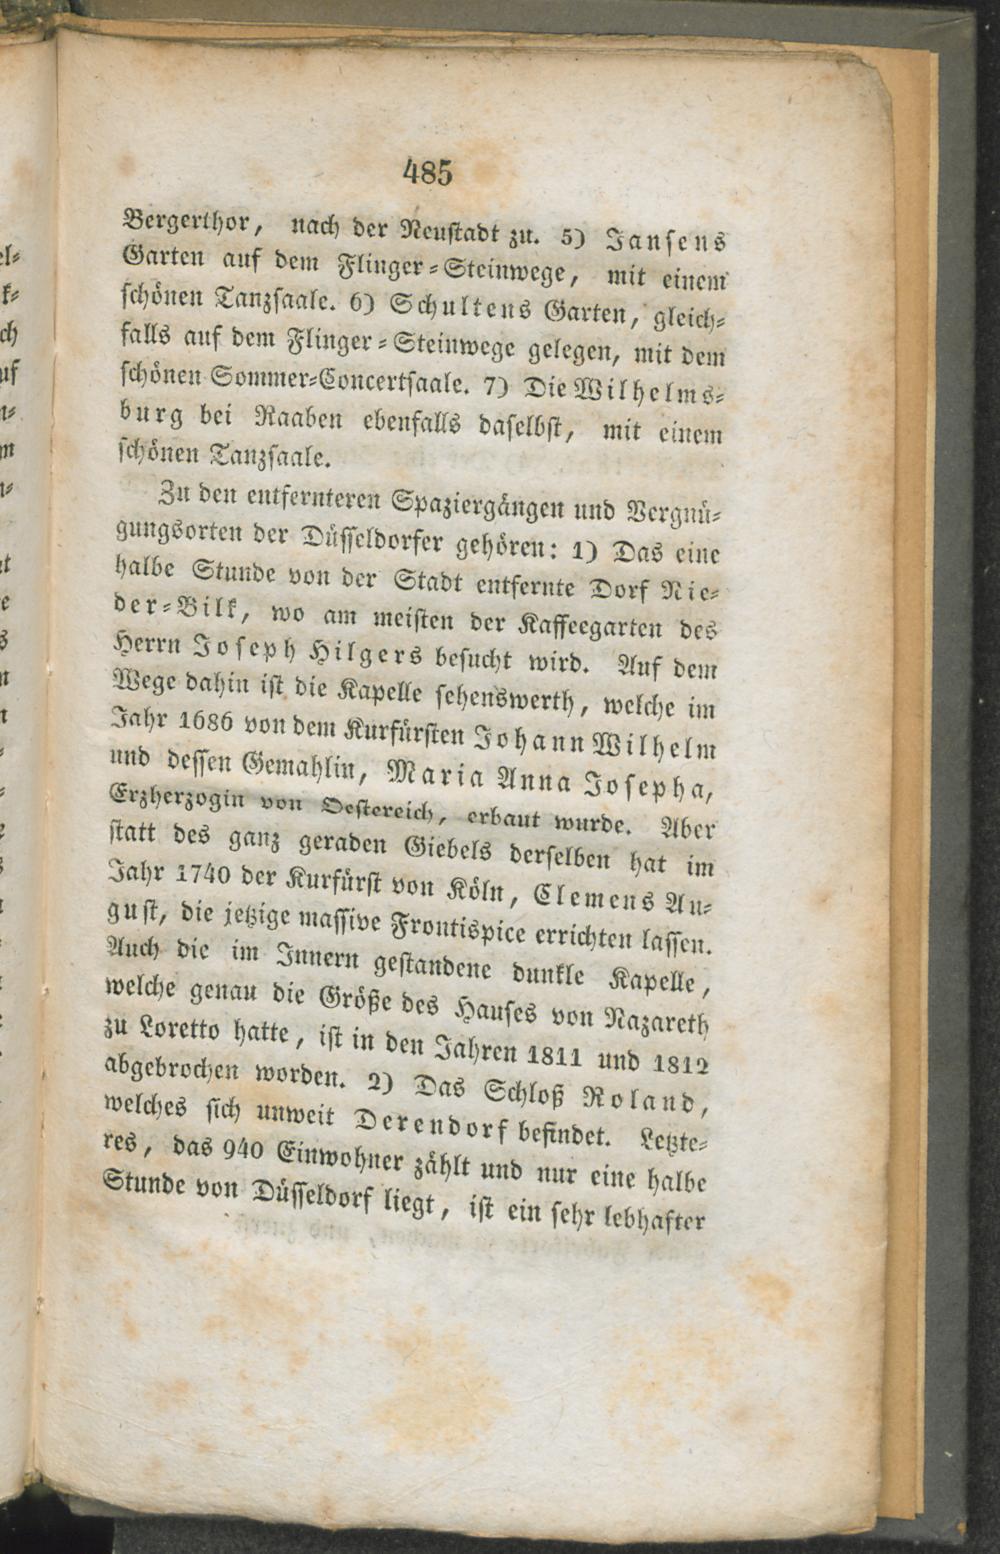 485
Bergerthor, nach der Neustadt zu. 5) Jansens
Garten auf dem Flinger-Steinwege, mit einem
schönen Tanzsaale. 6) Schultens Garten, gleich-
falls auf dem Flinger-Steinwege gelegen, mit dem
schönen Sommer-Concertsaale. 7) Die Wilhelms-
burg bei Raaben ebenfalls daselbst, mit einem
schönen Tanzsaale.
Zu den entfernteren Spaziergängen und Vergnü-
gungsorten der Düsseldorfer gehören: 1) Das eine
halbe Stunde von der Stadt entfernte Dorf Nie-
der-Bilk, wo am meisten der Kaffeegarten des
Herrn Joseph Hilgers besucht wird. Auf dem
Wege dahin ist die Kapelle sehenswerth, welche im
Jahr 1686 von dem Kurfürsten Johann Wilhelm
und dessen Gemahlin, Maria Anna Josepha,
Erzherzogin von Oestereich, erbaut wurde. Aber
statt des ganz geraden Giebels derselben hat im
Jahr 1740 der Kurfürst von Köln, Clemens Au-
gust, die jetzige massive Frontispice errichten lassen.
Auch die im Innern gestandene dunkle Kapelle,
welche genau die Größe des Hauses von Nazareth
zu Loretto hatte, ist in den Jahren 1811 und 1812
abgebrochen worden. 2) Das Schloß Roland,
welches sich unweit Derendorf befindet. Letzte-
res, das 940 Einwohner zählt und nur eine halbe
Stunde von Düsseldorf liegt, ist ein sehr lebhafter